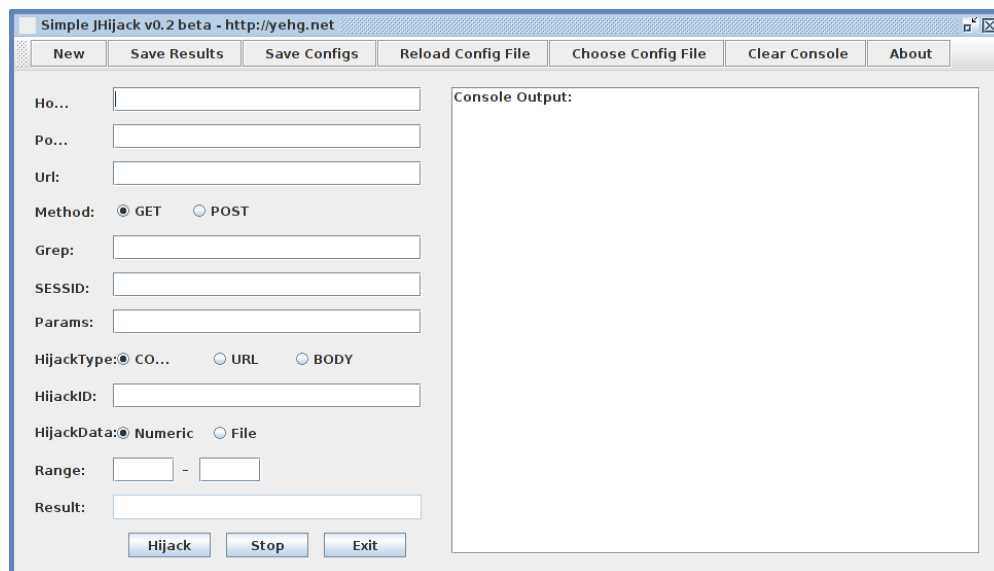 Simple JHijack v0.2 beta - http://yehg.net
New Save Results Save Configs Reload Config File Choose Config File Clear Console About
Ho...
Po...
Url:
Method: GET POST
Grep:
SESSID:
Params:
HijackType: CO... URL BODY
HijackID:
HijackData: Numeric File
Range: -
Result:
Hijack Stop Exit
Console Output: